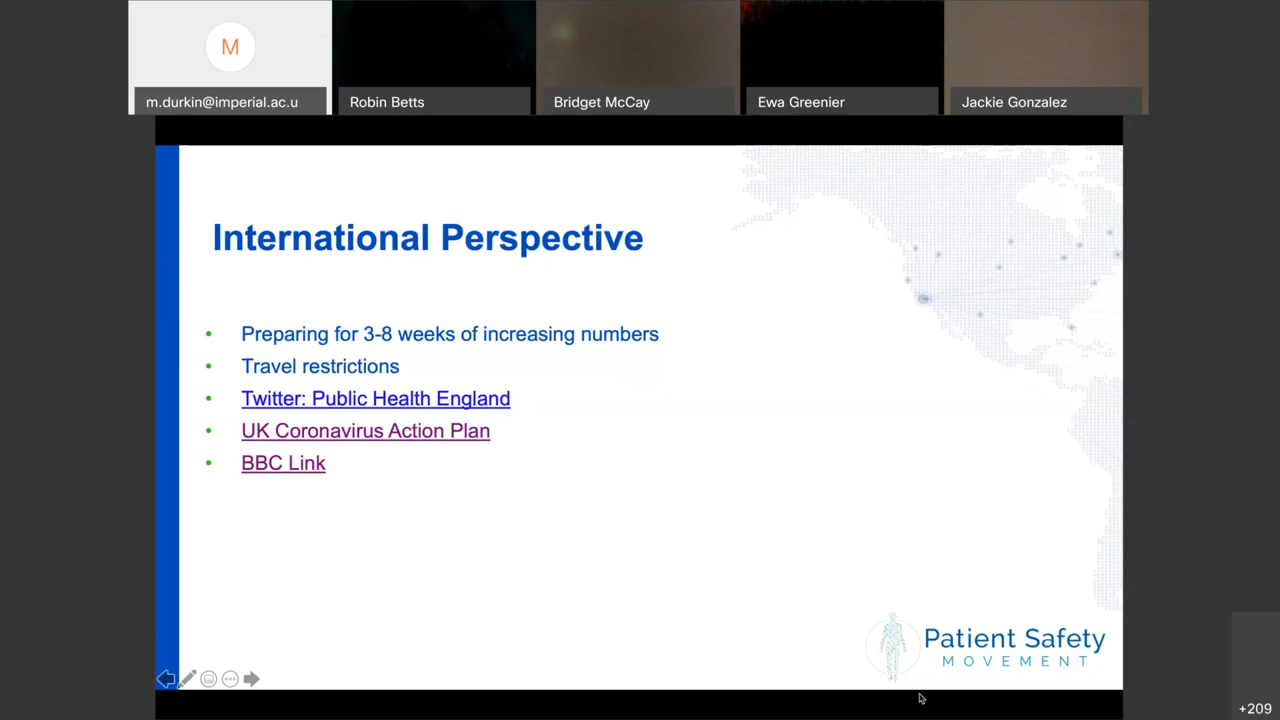 M
m.durkin@imperial.ac.u
Robin Betts
Bridget McCay
Ewa Greenier
Jackie Gonzalez
International Perspective
• Preparing for 3-8 weeks of increasing numbers
• Travel restrictions
• Twitter: Public Health England
• UK Coronavirus Action Plan
• BBC Link
Patient Safety
MOVEMENT
+209